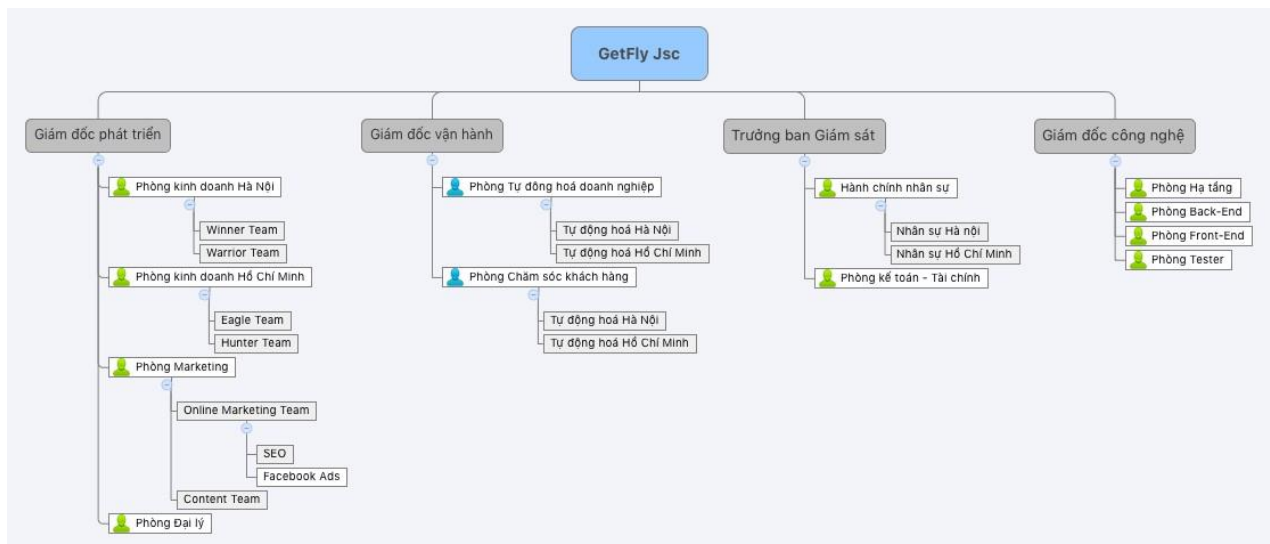 GetFly Jsc
Giám đốc phát triển
Phòng kinh doanh Hà Nội
Winner Team
Warrior Team
Phòng kinh doanh Hồ Chí Minh
Eagle Team
Hunter Team
Phòng Marketing
Online Marketing Team
SEO
Facebook Ads
Content Team
Phòng Đại lý
Giám đốc vận hành
Phòng Tự đông hoá doanh nghiệp
Tự động hoá Hà Nội
Tự động hoá Hồ Chí Minh
Phòng Chăm sóc khách hàng
Tự động hoá Hà Nội
Tự động hoá Hồ Chí Minh
Trưởng ban Giám sát
Hành chính nhân sự
Nhân sự Hà nội
Nhân sự Hồ Chí Minh
Phòng kế toán - Tài chính
Giám đốc công nghệ
Phòng Hạ tầng
Phòng Back-End
Phòng Front-End
Phòng Tester